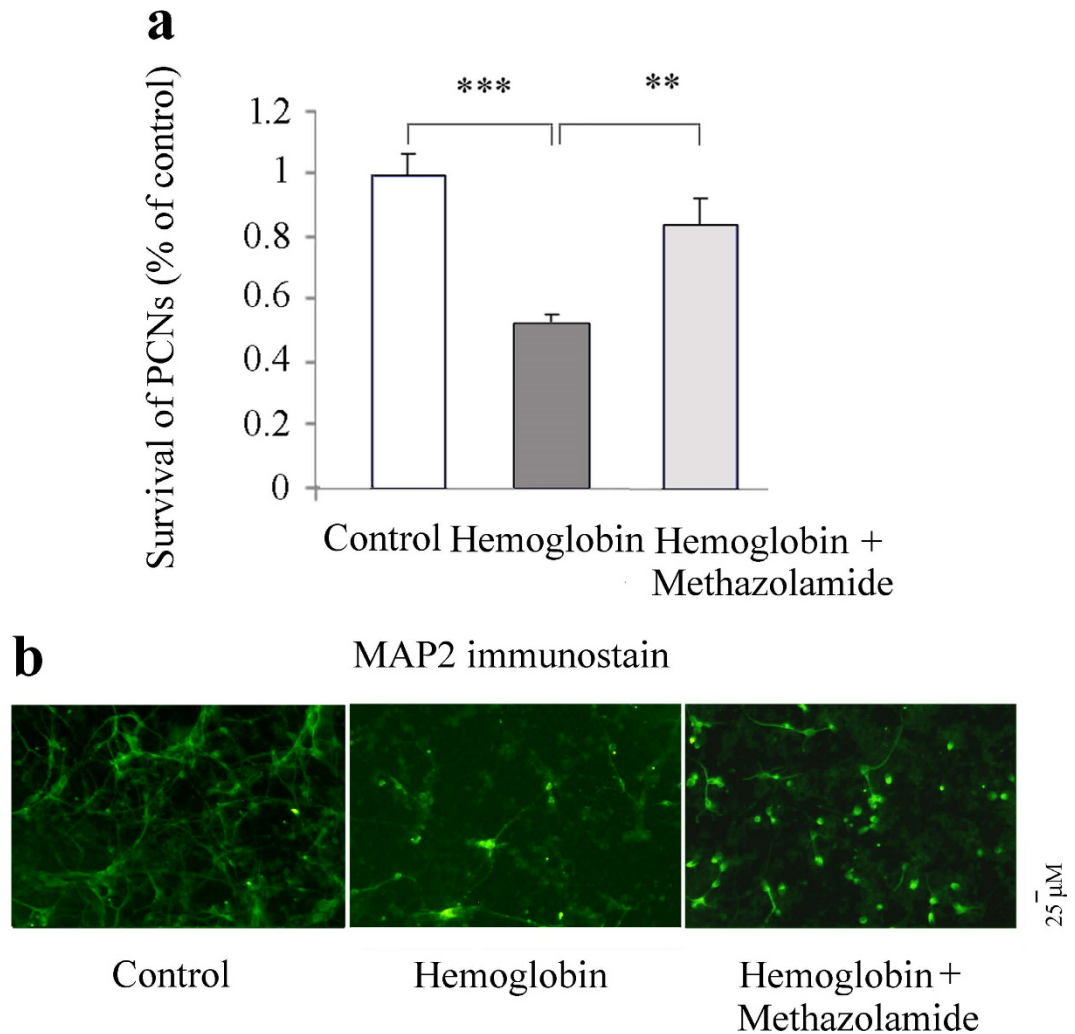 a
Survival of PCNs (% of control)
*** **
1.2
1
0.8
0.6
0.4
0.2
0
Control Hemoglobin Hemoglobin +
Methazolamide
b
MAP2 immunostain
25 µM
Control Hemoglobin Hemoglobin +
Methazolamide